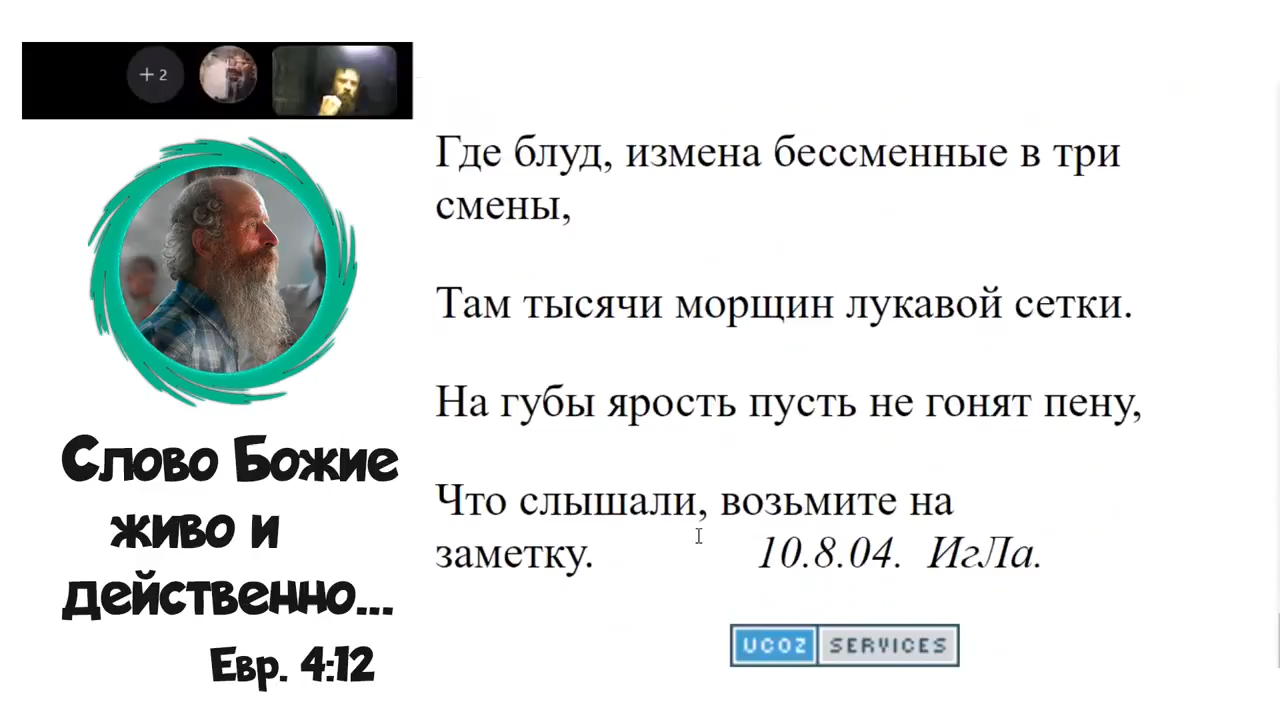 +2
Где блуд, измена бессменные в три
смены,
Там тысячи морщин лукавой сетки.
На губы ярость пусть не гонят пену,
Что слышали, возьмите на
заметку. 10.8.04. ИгЛа.
UCOZ SERVICES
Слово Божие
живо и
действенно...
Евр. 4:12